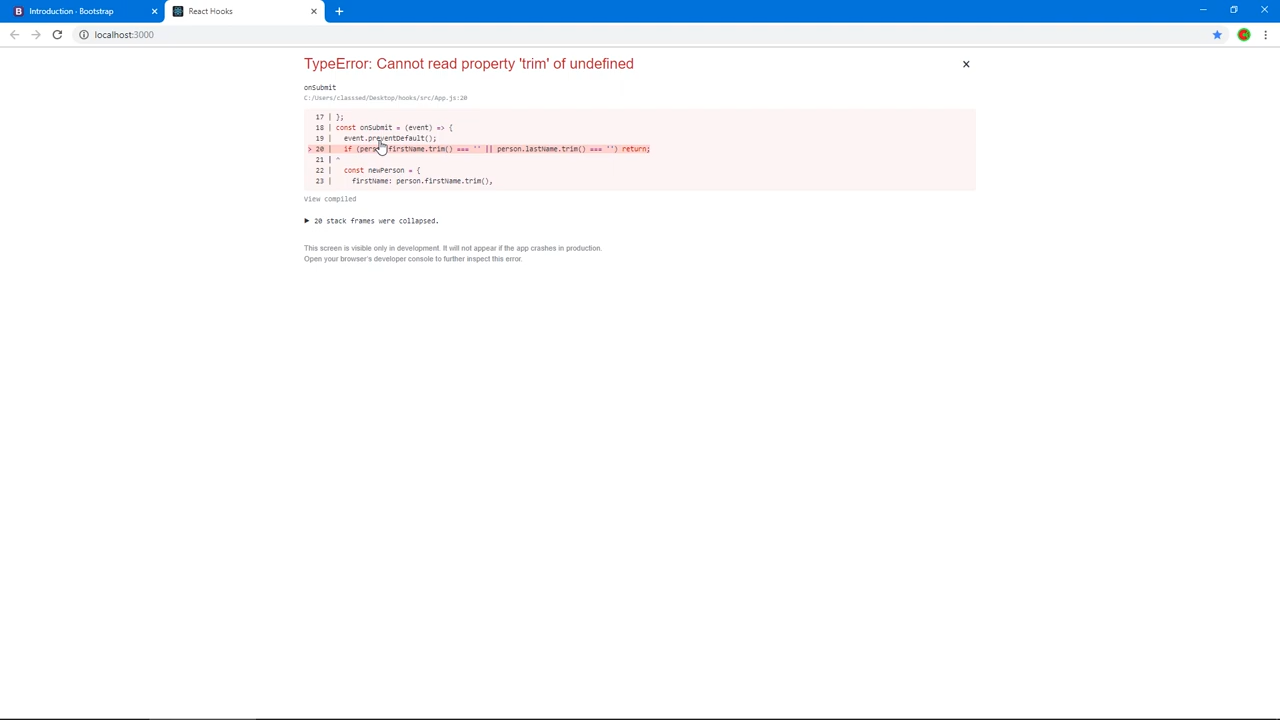 Introduction · Bootstrap
React Hooks
localhost:3000
TypeError: Cannot read property 'trim' of undefined
onSubmit
C:/Users/classsed/Desktop/hooks/src/App.js:20
17 | };
18 | const onSubmit = (event) => {
19 |   event.preventDefault();
> 20 |   if (person.firstName.trim() === '' || person.lastName.trim() === '') return;
21 | ^
22 |   const newPerson = {
23 |     firstName: person.firstName.trim(),
View compiled
▶ 20 stack frames were collapsed.
This screen is visible only in development. It will not appear if the app crashes in production.
Open your browser's developer console to further inspect this error.